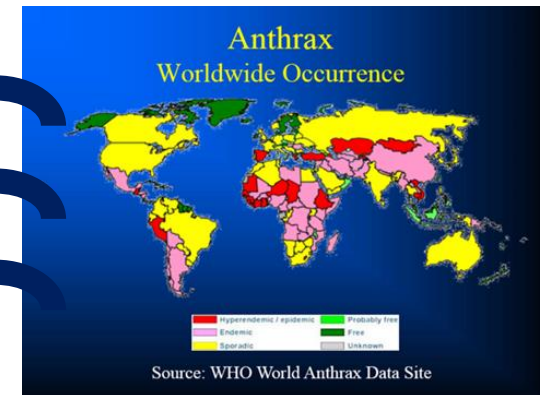 Anthrax
Worldwide Occurrence
Hyperendemic / epidemic
Probably free
Endemic
Free
Sporadic
Unknown
Source: WHO World Anthrax Data Site